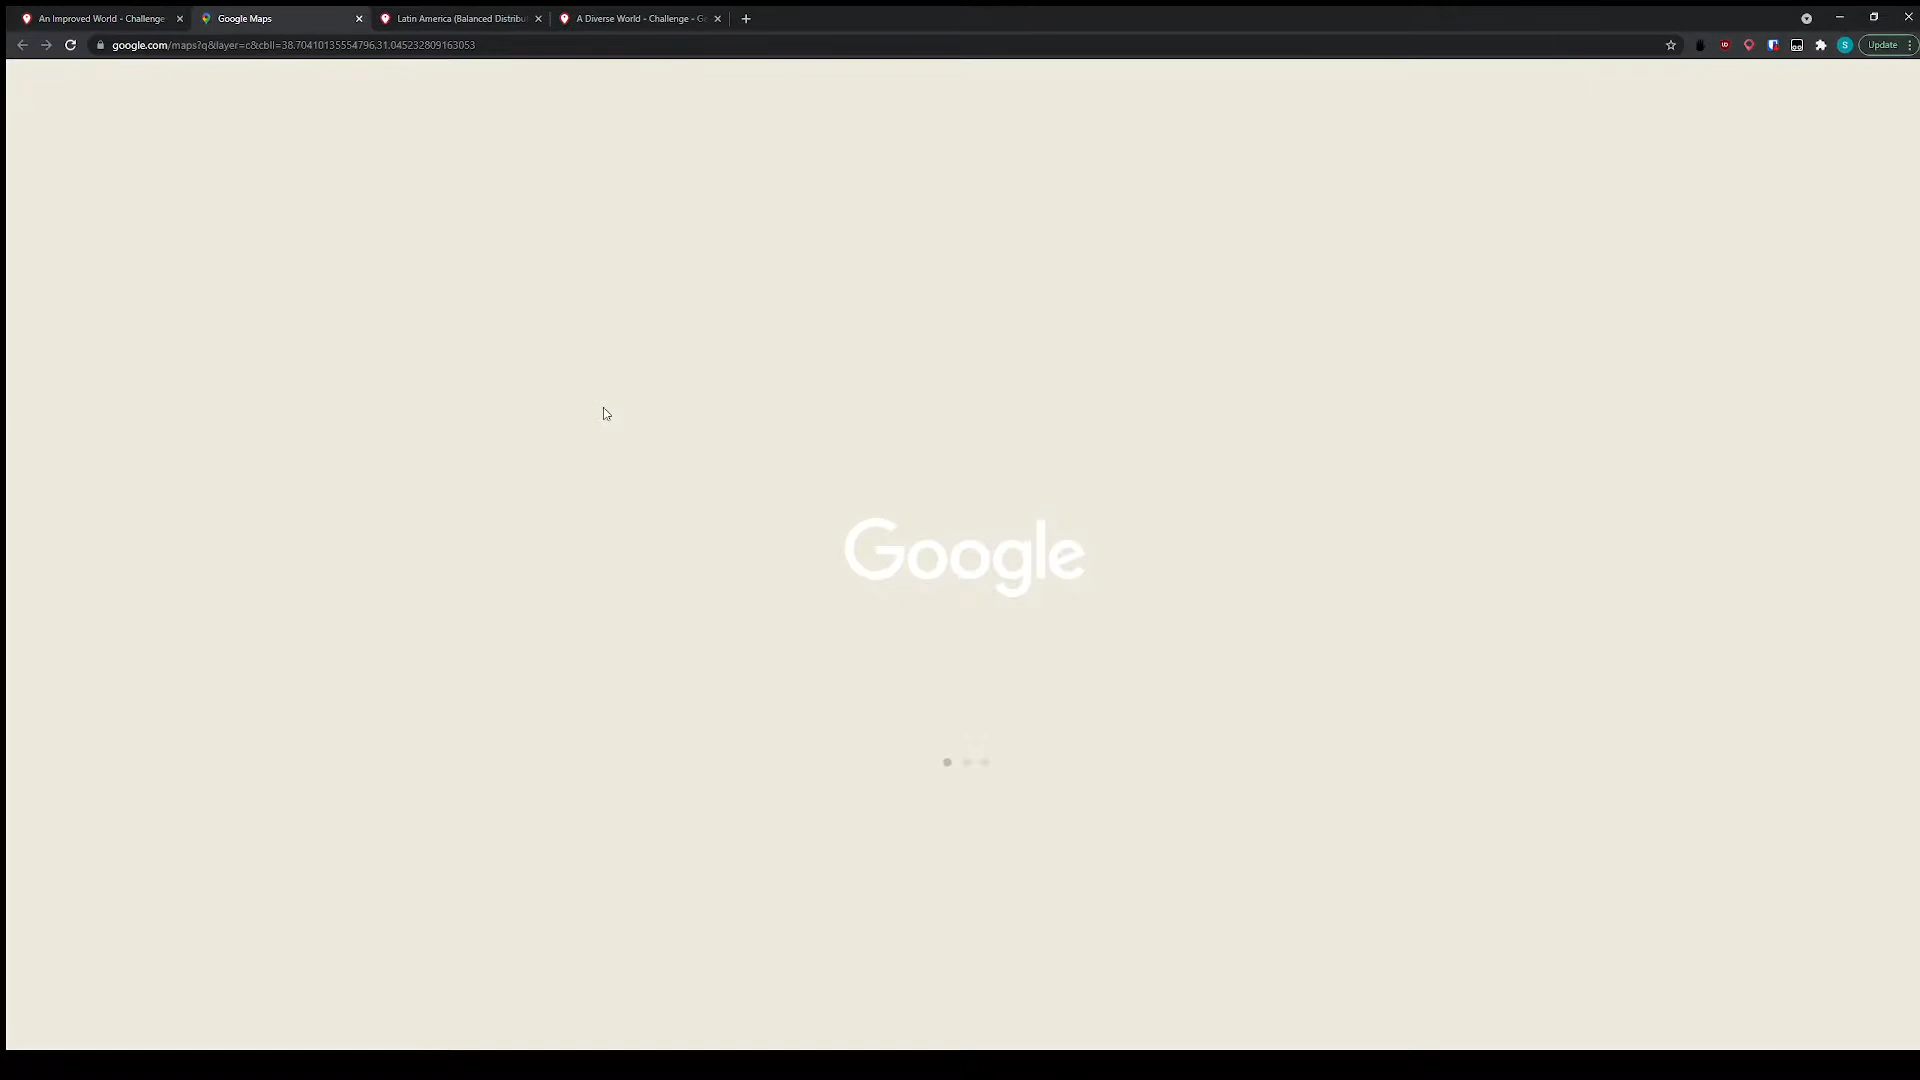 An Improved World - Challenge
Google Maps
Latin America (Balanced Distribu
A Diverse World - Challenge - Ge
google.com/maps?q&layer=c&cbll=38.70410135554796,31.045232809163053
S
Update
Google